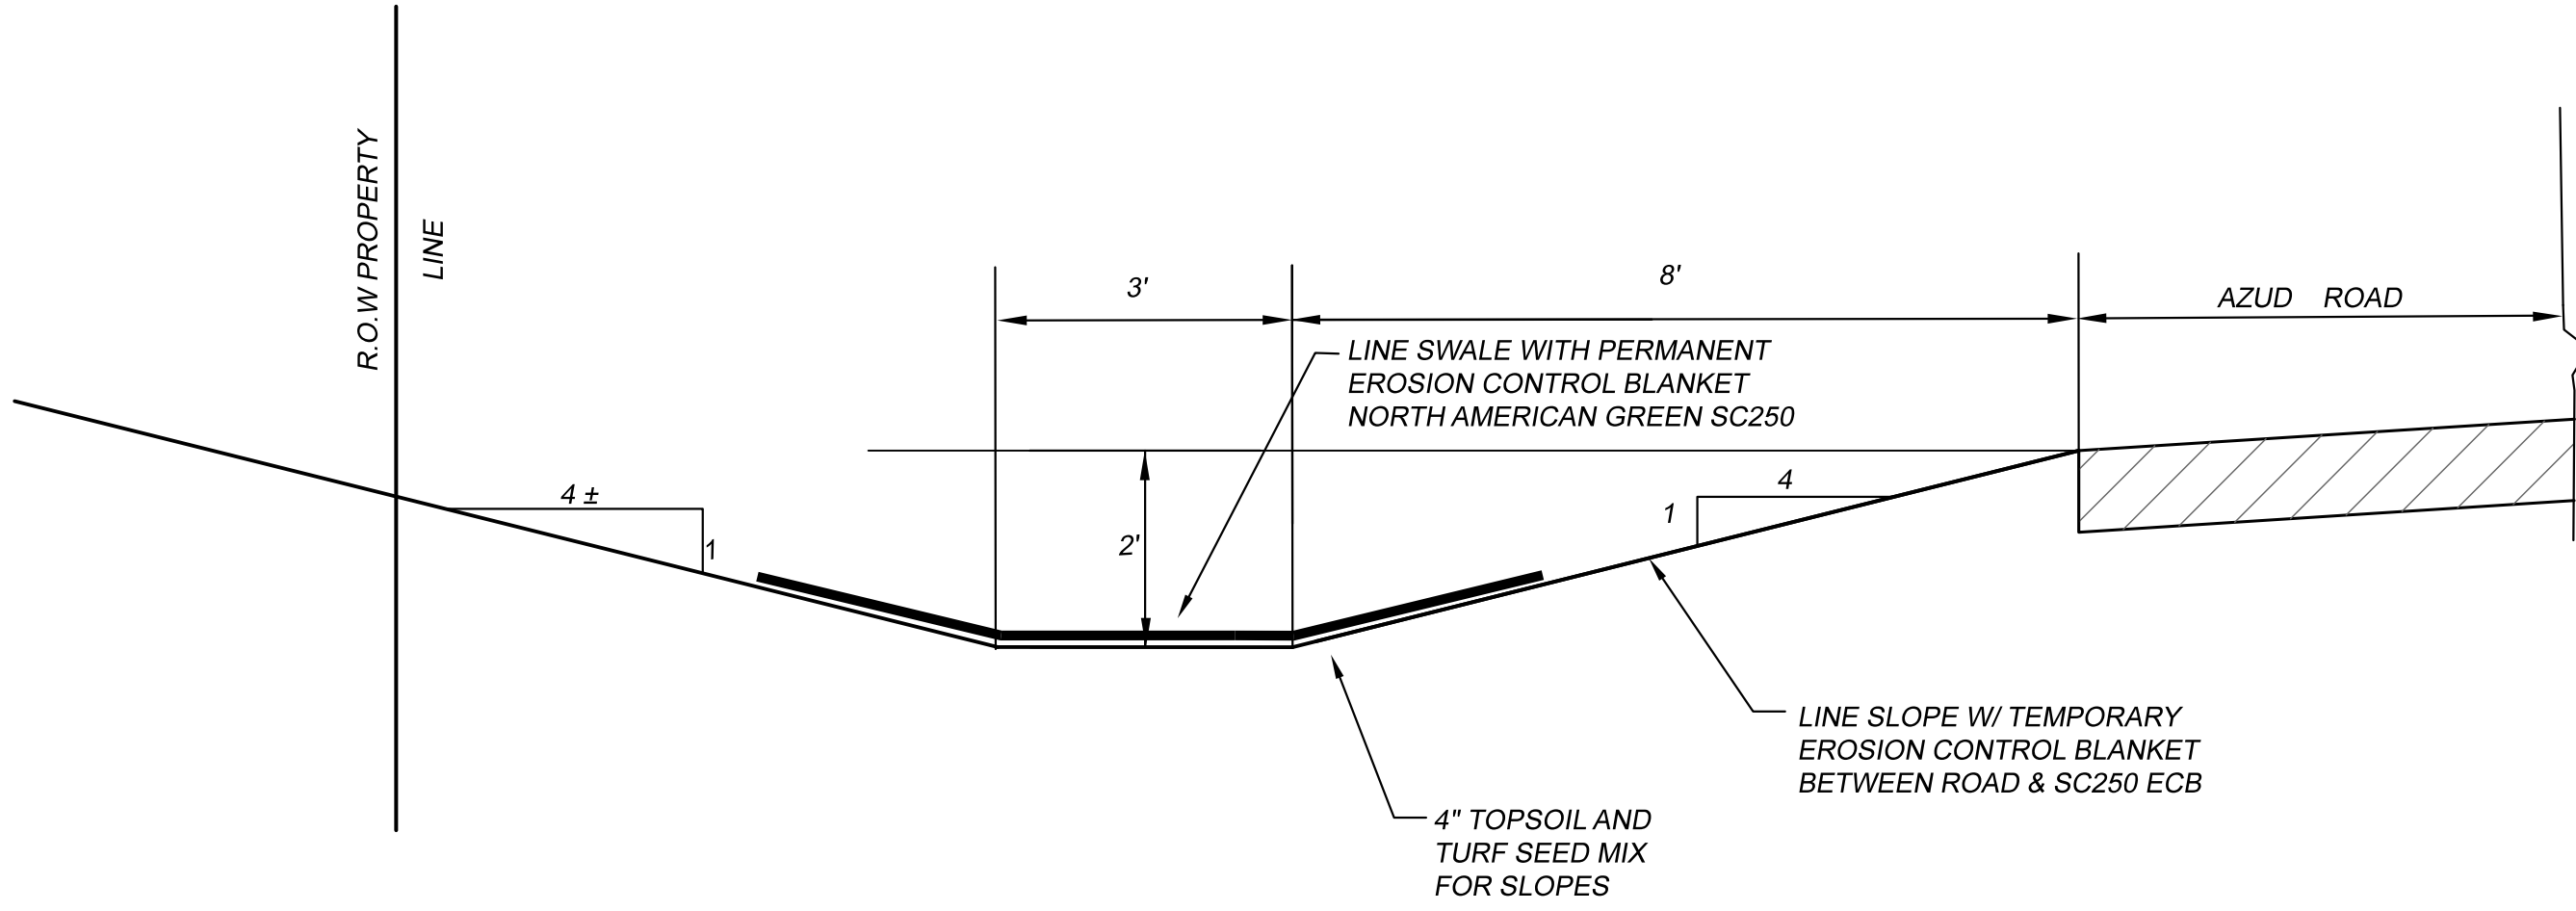 R.O.W PROPERTY
LINE
3'
8'
AZUD ROAD
LINE SWALE WITH PERMANENT
EROSION CONTROL BLANKET
NORTH AMERICAN GREEN SC250
4 ±
1
2'
4
1
LINE SLOPE W/ TEMPORARY
EROSION CONTROL BLANKET
BETWEEN ROAD & SC250 ECB
4" TOPSOIL AND
TURF SEED MIX
FOR SLOPES